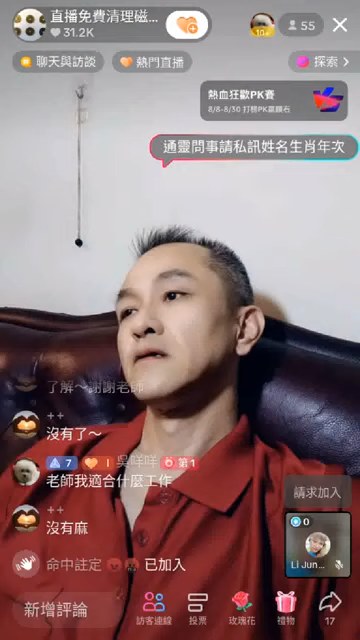 直播免費清理磁...
31.2K
10+
55
聊天與訪談
熱門直播
探索
熱血狂歡PK賽
8/8-8/30 打榜PK贏鑽石
通靈問事請私訊姓名生肖年次
了解～謝謝老師
++
沒有了～
7
I
吳咩咩
第1
老師我適合什麼工作
++
沒有麻
命中註定
已加入
請求加入
0
Li Jun...
新增評論
訪客連線
投票
玫瑰花
禮物
17